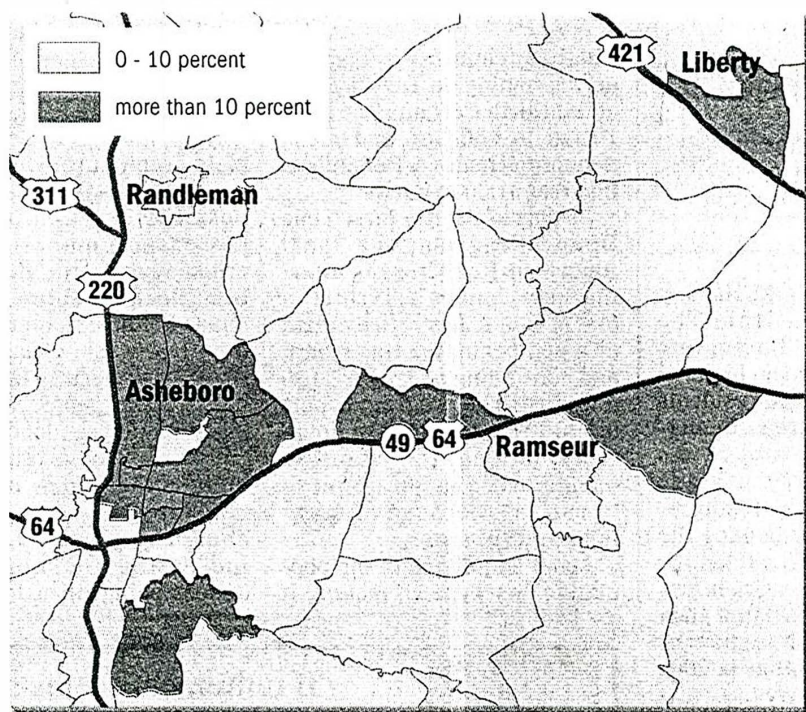 0 - 10 percent
more than 10 percent
421
Liberty
311
Randleman
220
Asheboro
49
64
Ramseur
64